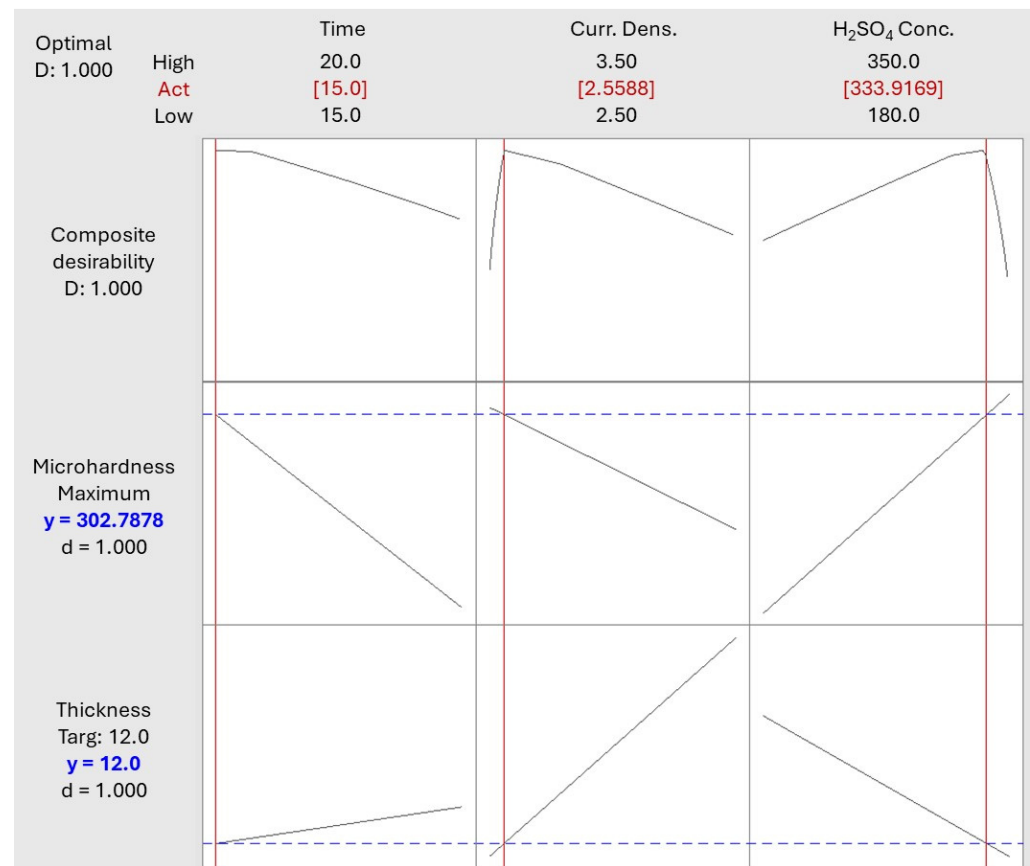 Optimal
D: 1.000
Time
Curr. Dens.
H₂SO₄ Conc.
High
20.0
3.50
350.0
Act
[15.0]
[2.5588]
[333.9169]
Low
15.0
2.50
180.0
Composite
desirability
D: 1.000
Microhardness
Maximum
y = 302.7878
d = 1.000
Thickness
Targ: 12.0
y = 12.0
d = 1.000